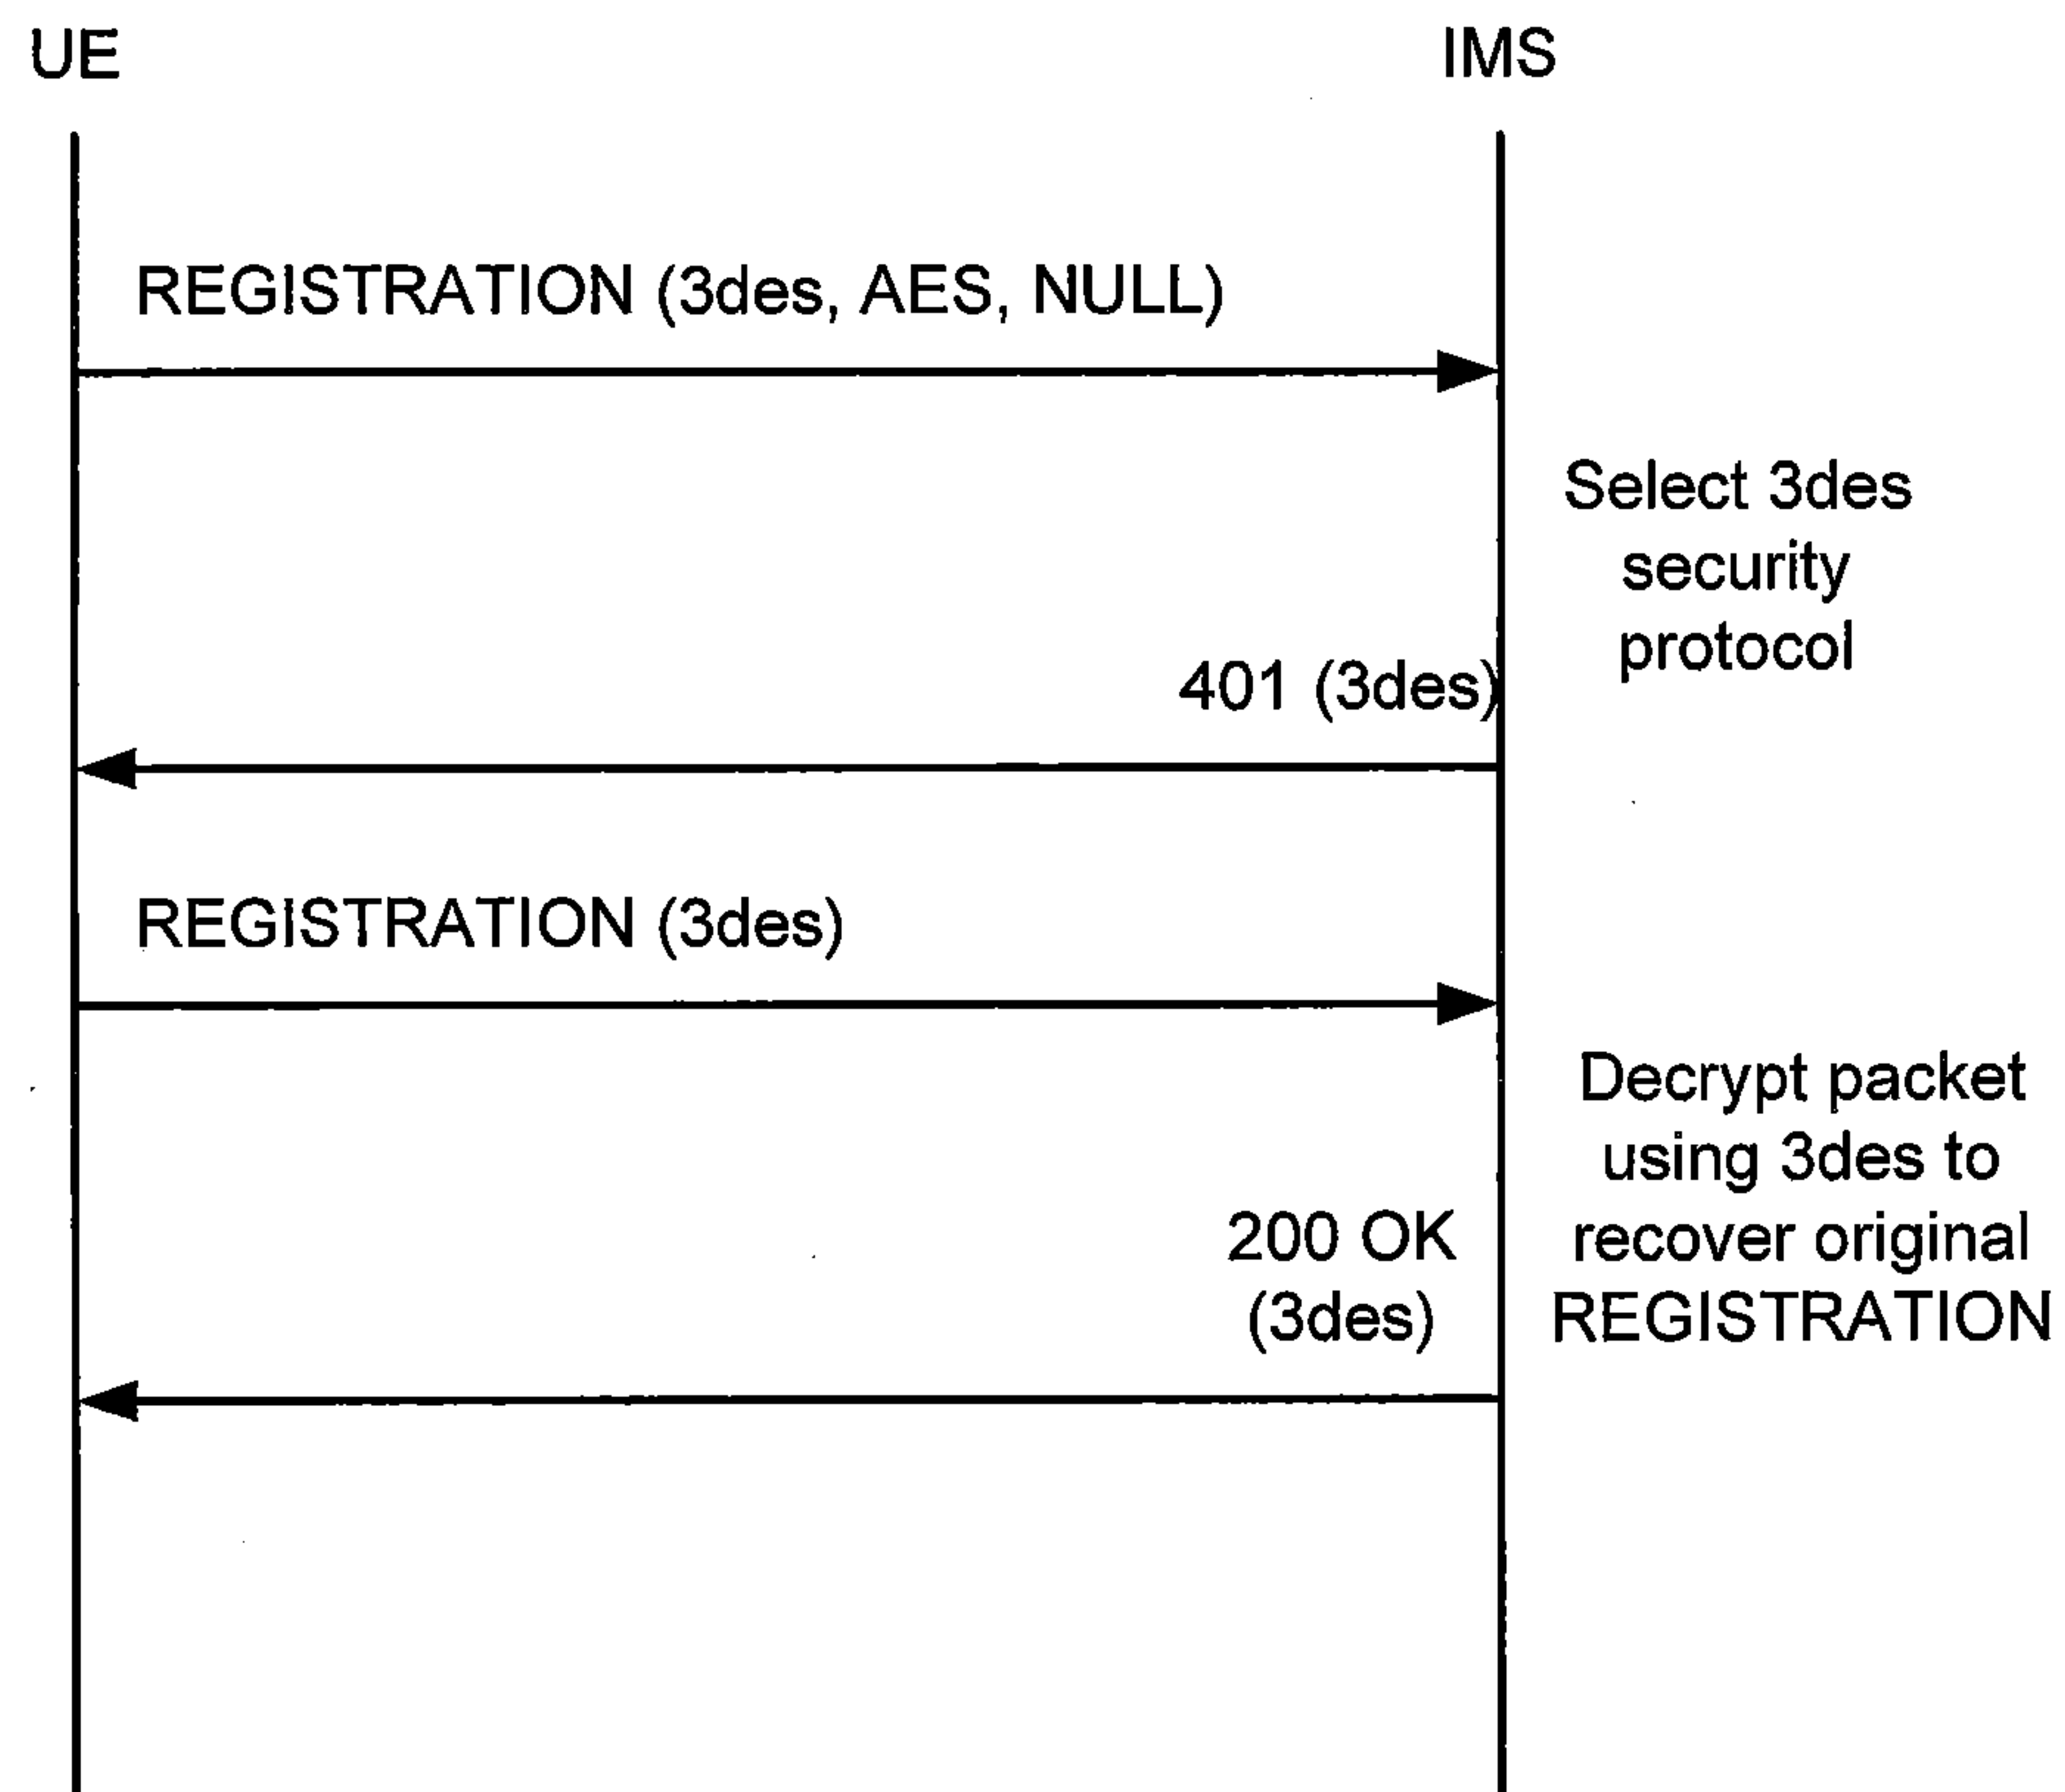 UE
IMS
REGISTRATION (3des, AES, NULL)
Select 3des
security
protocol
401 (3des)
REGISTRATION (3des)
Decrypt packet
using 3des to
recover original
REGISTRATION
200 OK
(3des)